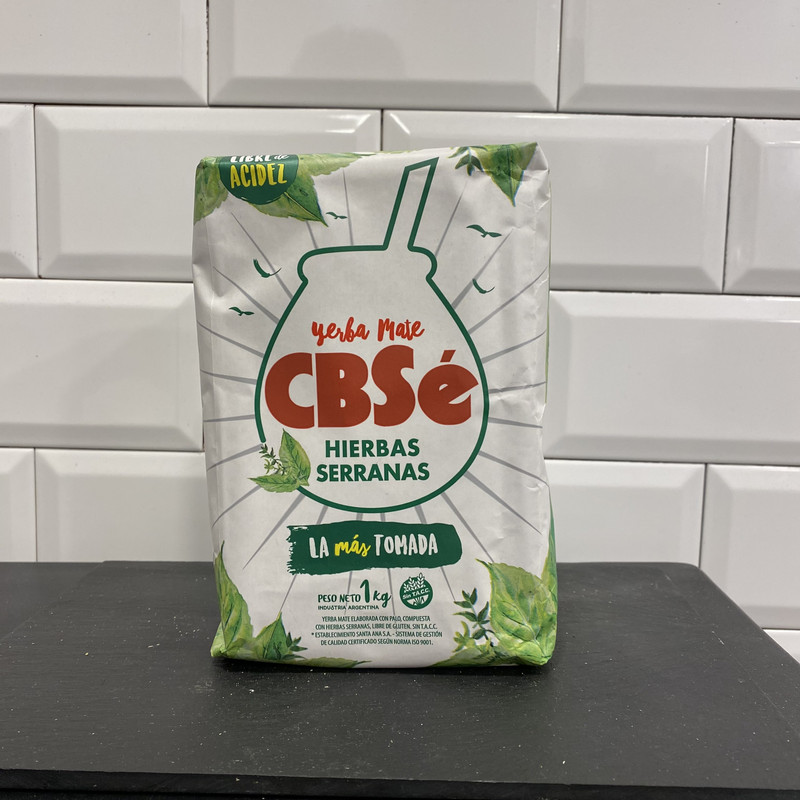 LIBRE de
ACIDEZ
yerba Mate
CBSé
HIERBAS
SERRANAS
LA más TOMADA
PESO NETO 1 kg
INDUSTRIA ARGENTINA
Sin T.A.C.C.
YERBA MATE ELABORADA CON PALO, COMPUESTA
CON HIERBAS SERRANAS, LIBRE DE GLUTEN, SIN T.A.C.C.
* ESTABLECIMIENTO SANTA ANA S.A. - SISTEMA DE GESTIÓN
DE CALIDAD CERTIFICADO SEGÚN NORMA ISO 9001.